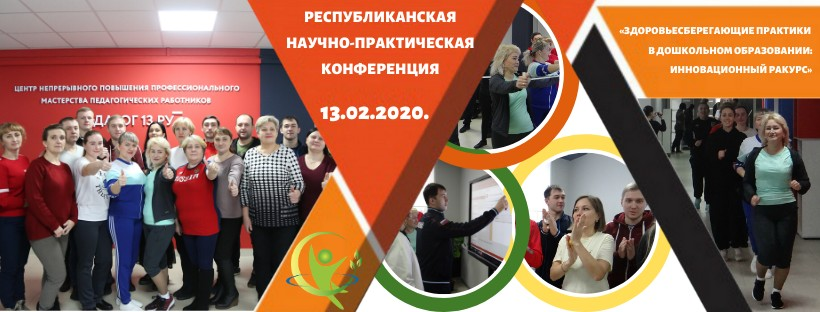 ЦЕНТР НЕПРЕРЫВНОГО ПОВЫШЕНИЯ ПРОФЕССИОНАЛЬНОГО
МАСТЕРСТВА ПЕДАГОГИЧЕСКИХ РАБОТНИКОВ
РЕСПУБЛИКАНСКАЯ
НАУЧНО-ПРАКТИЧЕСКАЯ
КОНФЕРЕНЦИЯ
13.02.2020.
«ЗДОРОВЬЕСБЕРЕГАЮЩИЕ ПРАКТИКИ
В ДОШКОЛЬНОМ ОБРАЗОВАНИИ:
ИННОВАЦИОННЫЙ РАКУРС»